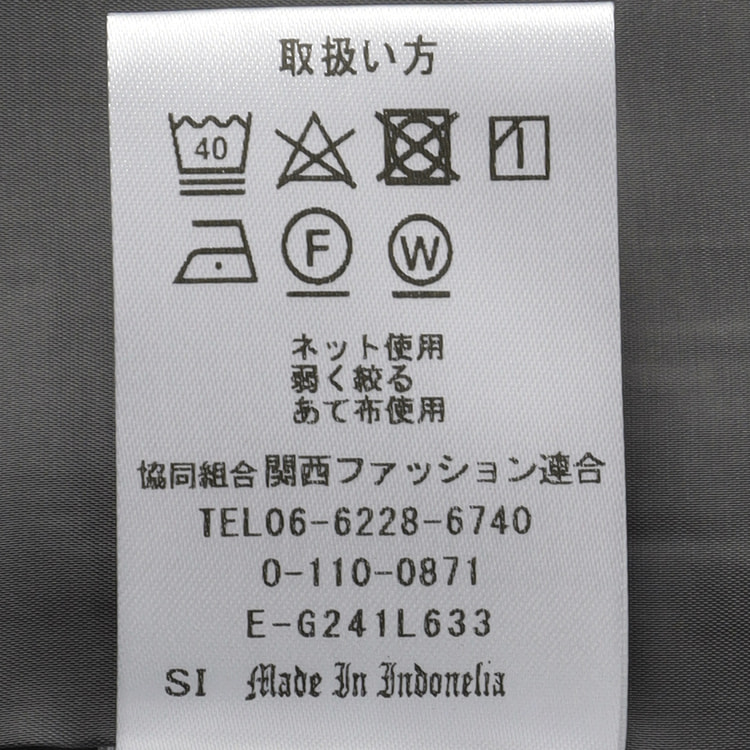 取扱い方
40
F W
ネット使用
弱く絞る
あて布使用
協同組合関西ファッション連合
TEL06-6228-6740
0-110-0871
E-G241L633
SI Made In Indonesia